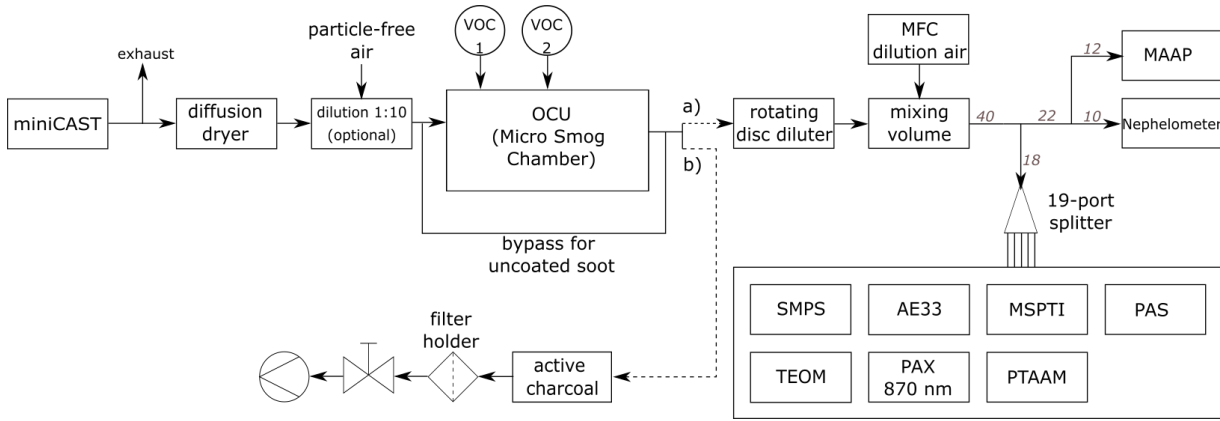 exhaust
miniCAST
diffusion
dryer
particle-free
air
dilution 1:10
(optional)
VOC
1
VOC
2
OCU
(Micro Smog
Chamber)
bypass for
uncoated soot
a)
b)
rotating
disc diluter
MFC
dilution air
mixing
volume
40
22
12
10
18
MAAP
Nephelometer
19-port
splitter
SMPS
AE33
MSPTI
PAS
TEOM
PAX
870 nm
PTAAM
filter
holder
active
charcoal